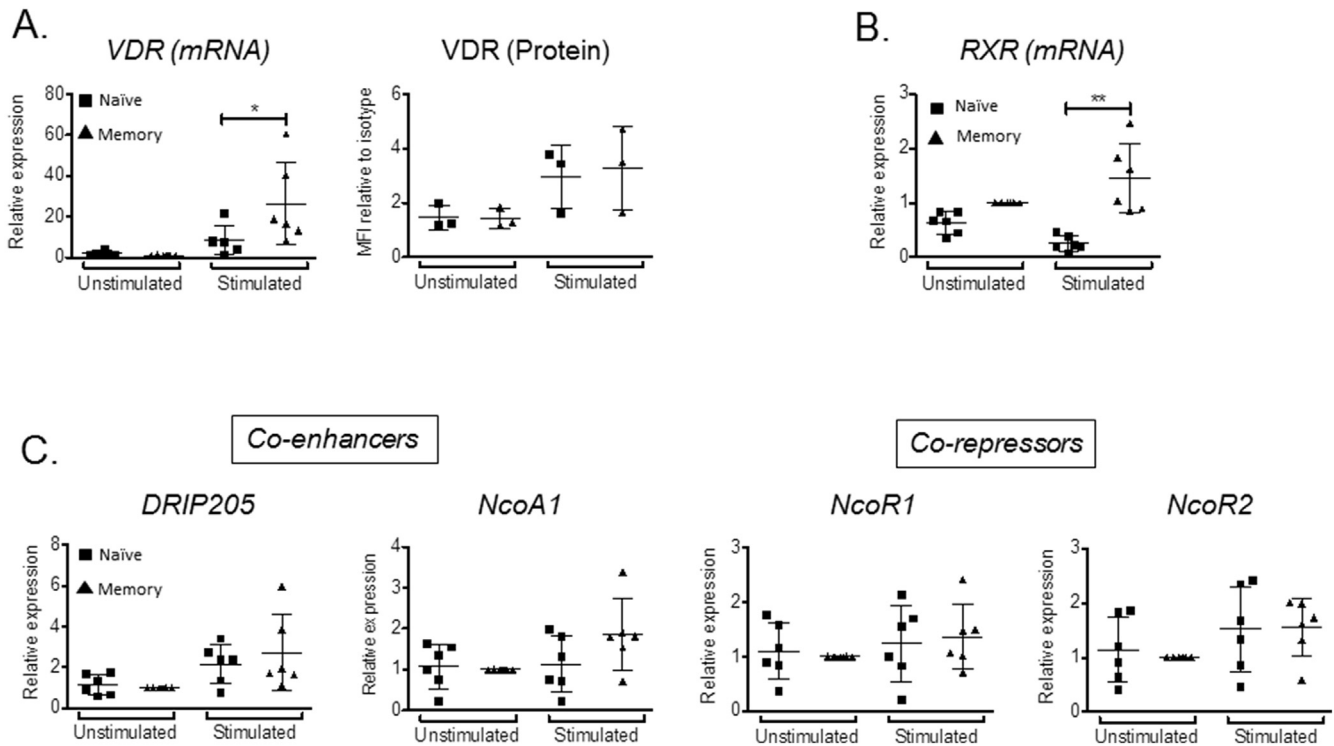 A.
VDR (mRNA)
Relative expression
80
60
40
20
0
Naïve
Memory
*
Unstimulated
Stimulated
VDR (Protein)
MFI relative to isotype
6
4
2
0
Unstimulated
Stimulated
B.
RXR (mRNA)
Relative expression
3
2
1
0
Naïve
Memory
**
Unstimulated
Stimulated
C.
Co-enhancers
Co-repressors
DRIP205
Relative expression
8
6
4
2
0
Naïve
Memory
Unstimulated
Stimulated
NcoA1
Relative expression
4
3
2
1
0
Unstimulated
Stimulated
NcoR1
Relative expression
3
2
1
0
Unstimulated
Stimulated
NcoR2
Relative expression
3
2
1
0
Unstimulated
Stimulated